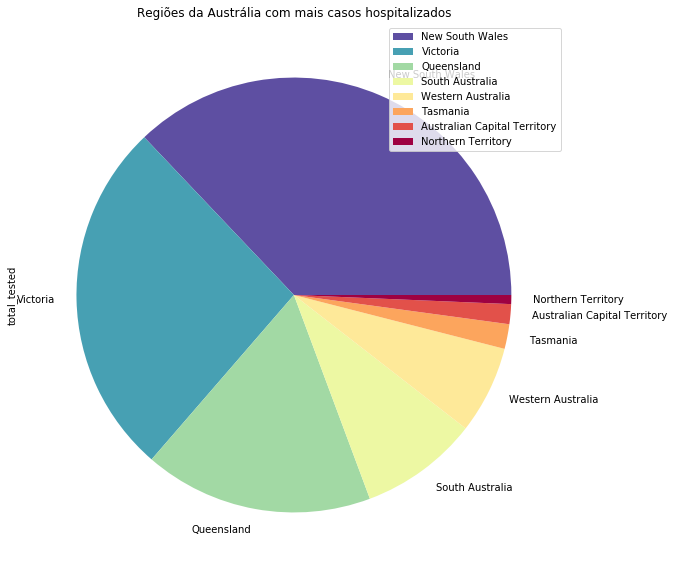 Regiões da Austrália com mais casos hospitalizados
New South Wales
Victoria
Queensland
South Australia
Western Australia
Tasmania
Australian Capital Territory
Northern Territory
New South Wales
total_tested
Victoria
Northern Territory
Australian Capital Territory
Tasmania
Western Australia
South Australia
Queensland